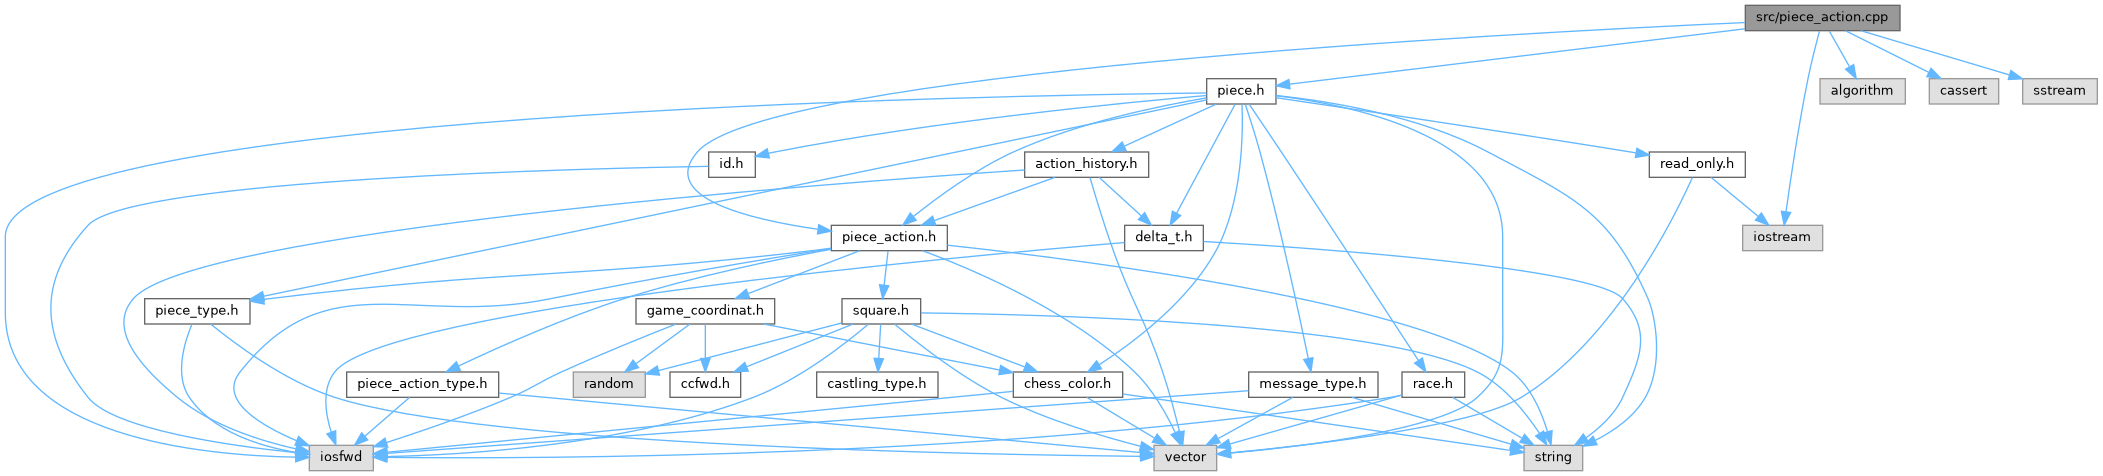 src/piece_action.cpp
piece.h
algorithm
cassert
sstream
id.h
action_history.h
read_only.h
piece_action.h
delta_t.h
iostream
piece_type.h
game_coordinat.h
square.h
piece_action_type.h
random
ccfwd.h
castling_type.h
chess_color.h
message_type.h
race.h
iosfwd
vector
string